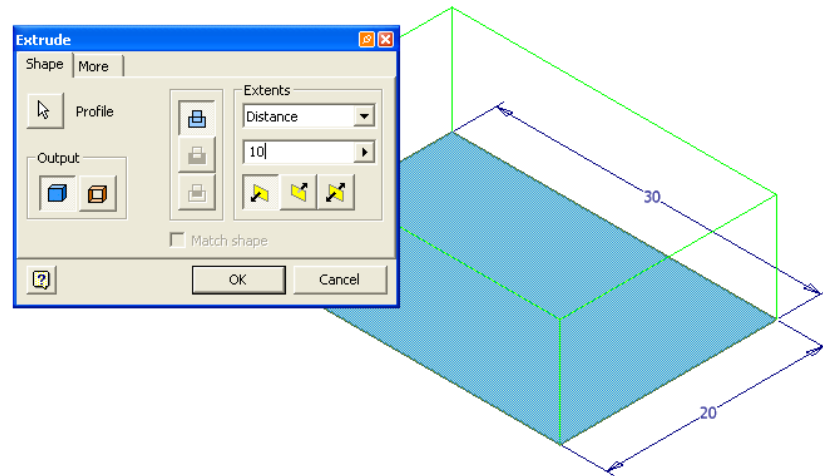 Extrude
Shape
More
Profile
Extents
Distance
10
Output
Match shape
OK
Cancel
30
20